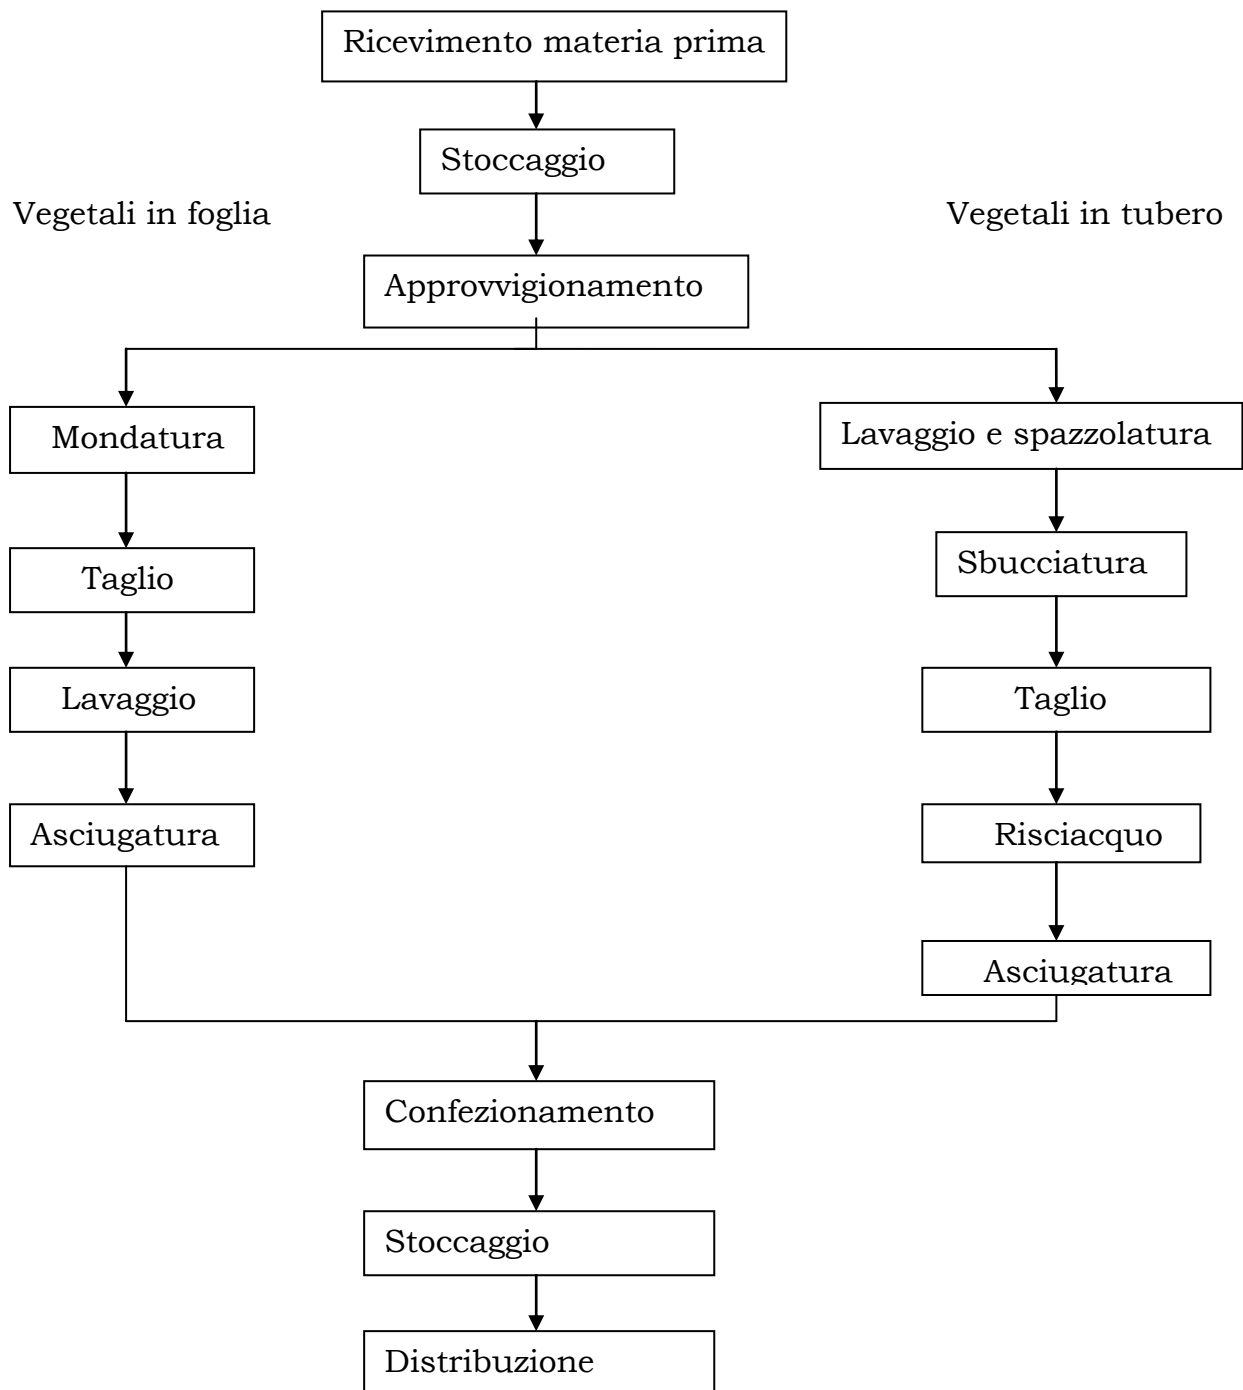 Ricevimento materia prima
Stoccaggio
Vegetali in foglia
Vegetali in tubero
Approvvigionamento
Mondatura
Lavaggio e spazzolatura
Taglio
Sbucciatura
Lavaggio
Taglio
Asciugatura
Risciacquo
Asciugatura
Confezionamento
Stoccaggio
Distribuzione